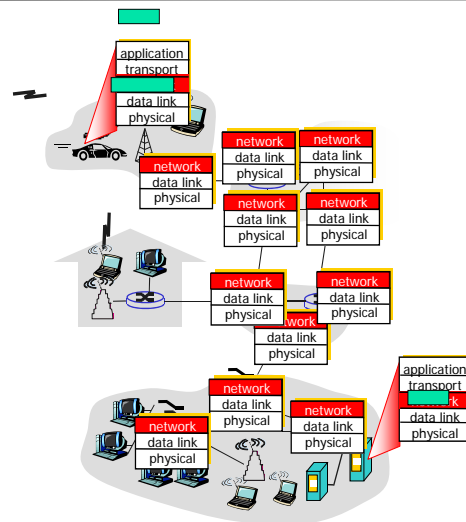 application
transport
data link
physical
network
data link
physical
network
data link
physical
network
data link
physical
network
data link
physical
network
data link
physical
network
data link
physical
network
data link
physical
data link
physical
application
transport
data link
physical
network
data link
physical
network
data link
physical
network
data link
physical